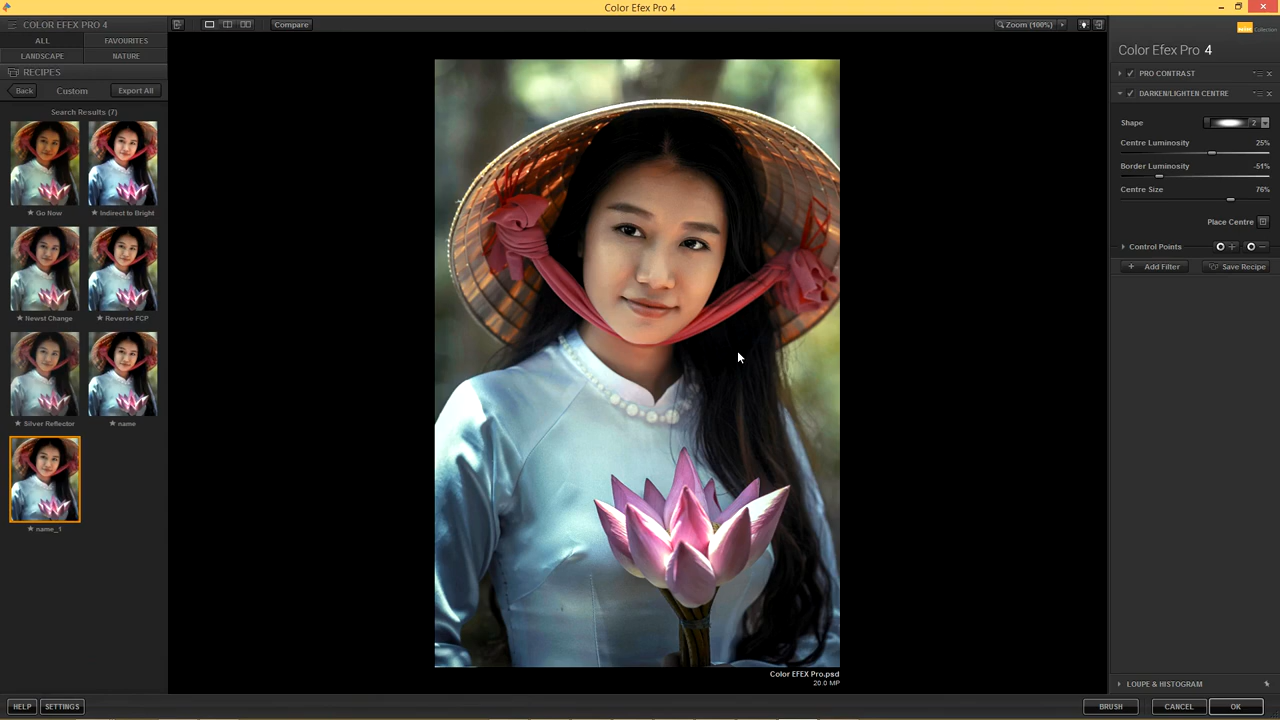 Color Efex Pro 4
COLOR EFEX PRO 4
ALL
FAVOURITES
LANDSCAPE
NATURE
RECIPES
Back
Custom
Export All
Search Results (7)
Go Now
Indirect to Bright
Newst Change
Reverse FCP
Silver Reflector
name
name_1
Compare
Zoom (100%)
Color EFEX Pro.psd
20.0 MP
Collection
Color Efex Pro 4
PRO CONTRAST
DARKEN/LIGHTEN CENTRE
Shape 2
Centre Luminosity 25%
Border Luminosity -51%
Centre Size 76%
Place Centre
Control Points
Add Filter
Save Recipe
LOUPE & HISTOGRAM
HELP
SETTINGS
BRUSH
CANCEL
OK